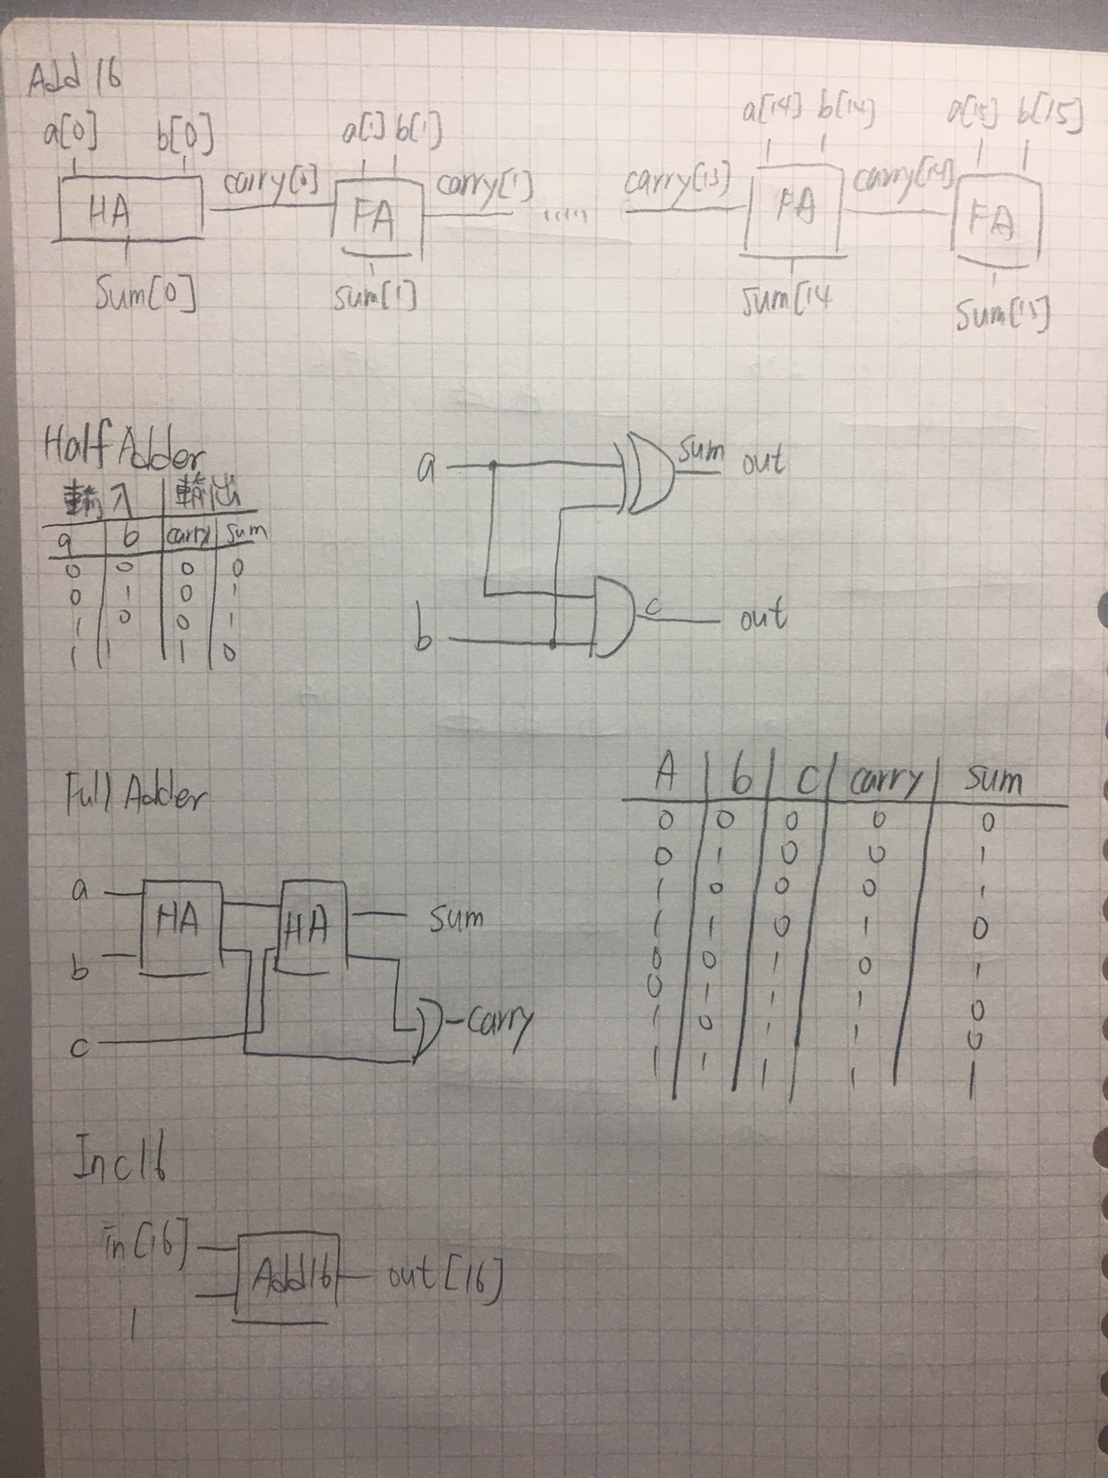 Add 16
a[0] b[0] a[1] b[1] a[14] b[14] a[15] b[15]
HA carry[0] FA carry[1] ..... carry[13] FA carry[14] FA
Sum[0] sum[1] sum[14 Sum[15]
Half Adder
輸入 輸出
a b carry sum
0 0 0 0
0 1 0 1
1 0 0 1
1 1 1 0
a sum out
b c out
Full Adder
a HA HA sum
b
c carry
A b C carry sum
0 0 0 0 0
0 1 0 0 1
1 0 0 0 1
1 1 0 1 0
0 0 1 0 1
0 1 1 1 0
1 0 1 1 0
1 1 1 1 1
Inc16
in[16] Add16 out[16]
1